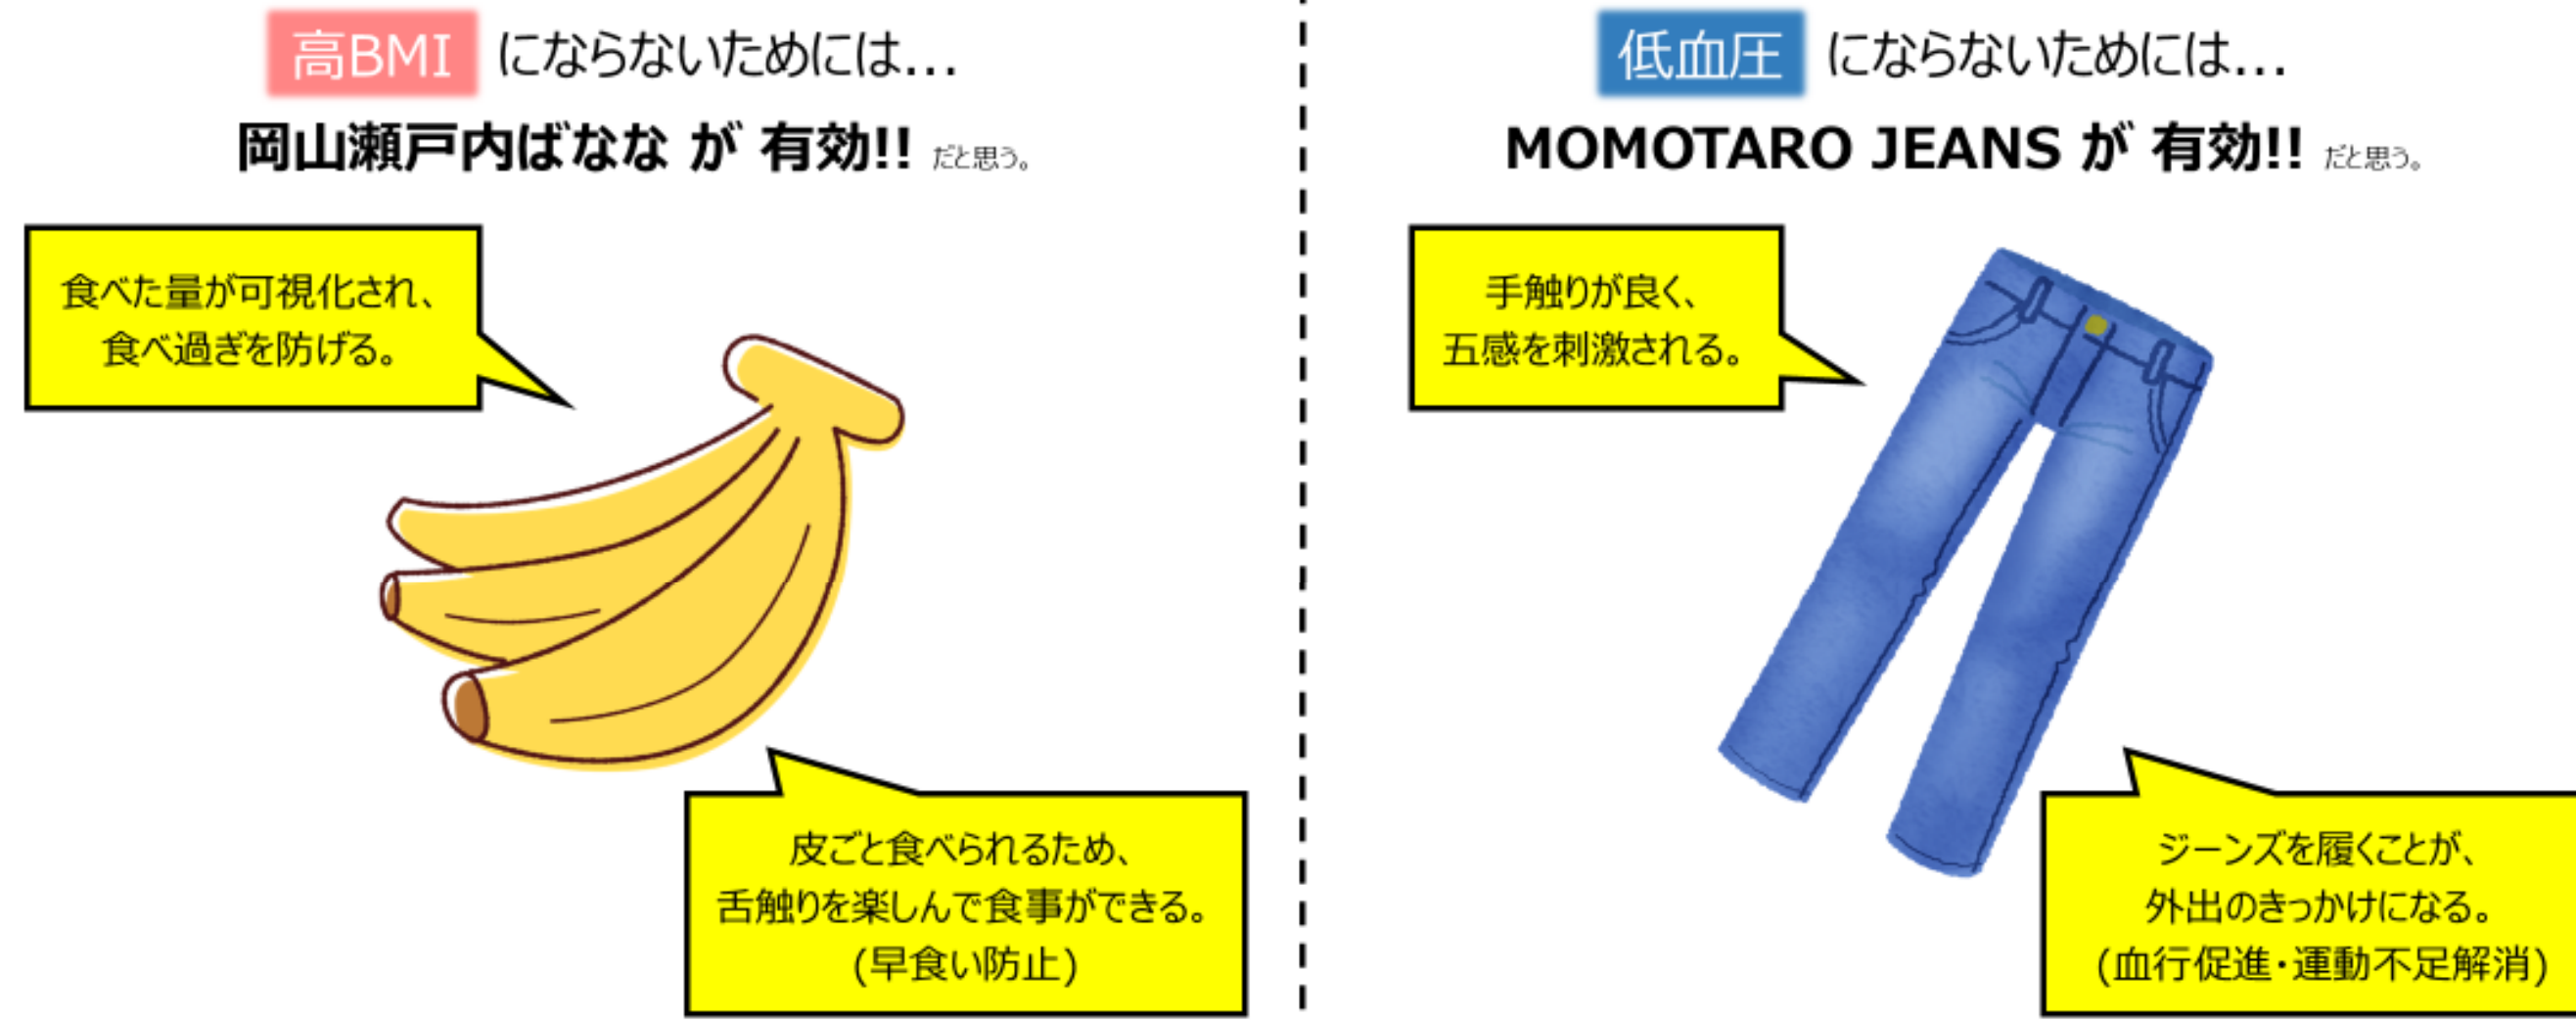 高BMI にならないためには…
岡山瀬戸内ばなな が 有効!! だと思う。
食べた量が可視化され、
食べ過ぎを防げる。
皮ごと食べられるため、
舌触りを楽しんで食事ができる。
(早食い防止)
低血圧 にならないためには…
MOMOTARO JEANS が 有効!! だと思う。
手触りが良く、
五感を刺激される。
ジーンズを履くことが、
外出のきっかけになる。
(血行促進・運動不足解消)